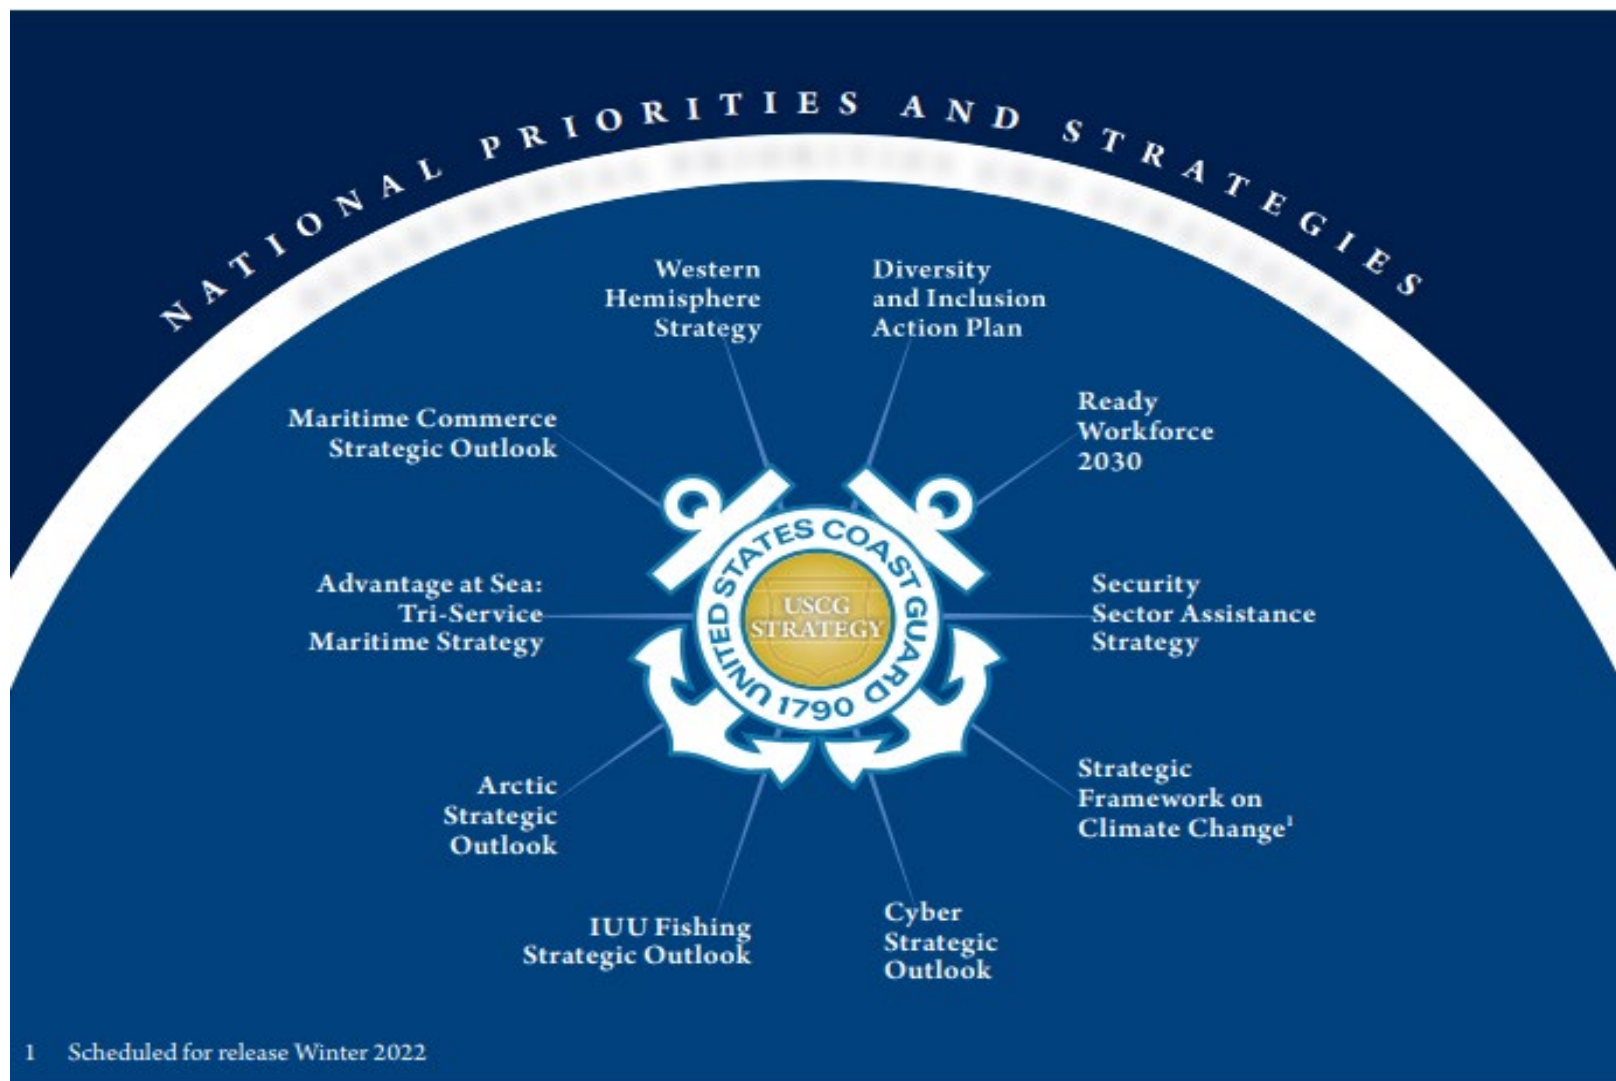 NATIONAL PRIORITIES AND STRATEGIES
Western
Hemisphere
Strategy
Diversity
and Inclusion
Action Plan
Maritime Commerce
Strategic Outlook
Ready
Workforce
2030
Advantage at Sea:
Tri-Service
Maritime Strategy
UNITED STATES COAST GUARD
1790
USCG
STRATEGY
Security
Sector Assistance
Strategy
Arctic
Strategic
Outlook
Strategic
Framework on
Climate Change¹
IUU Fishing
Strategic Outlook
Cyber
Strategic
Outlook
1 Scheduled for release Winter 2022